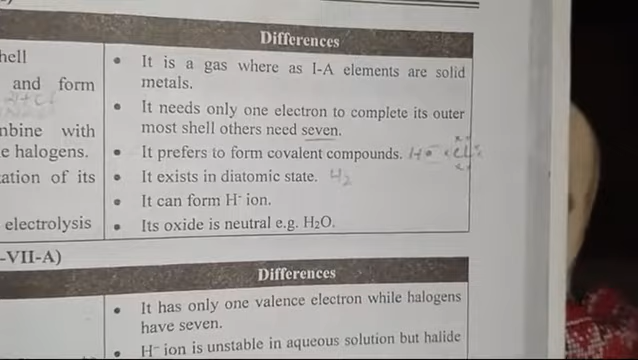 Differences
hell
and form
mbine with
e halogens.
ation of its
electrolysis
• It is a gas where as I-A elements are solid
metals.
• It needs only one electron to complete its outer
most shell others need seven.
• It prefers to form covalent compounds.
• It exists in diatomic state. H₂
• It can form H⁻ ion.
• Its oxide is neutral e.g. H₂O.
-VII-A)
Differences
• It has only one valence electron while halogens
have seven.
• H⁻ ion is unstable in aqueous solution but halide